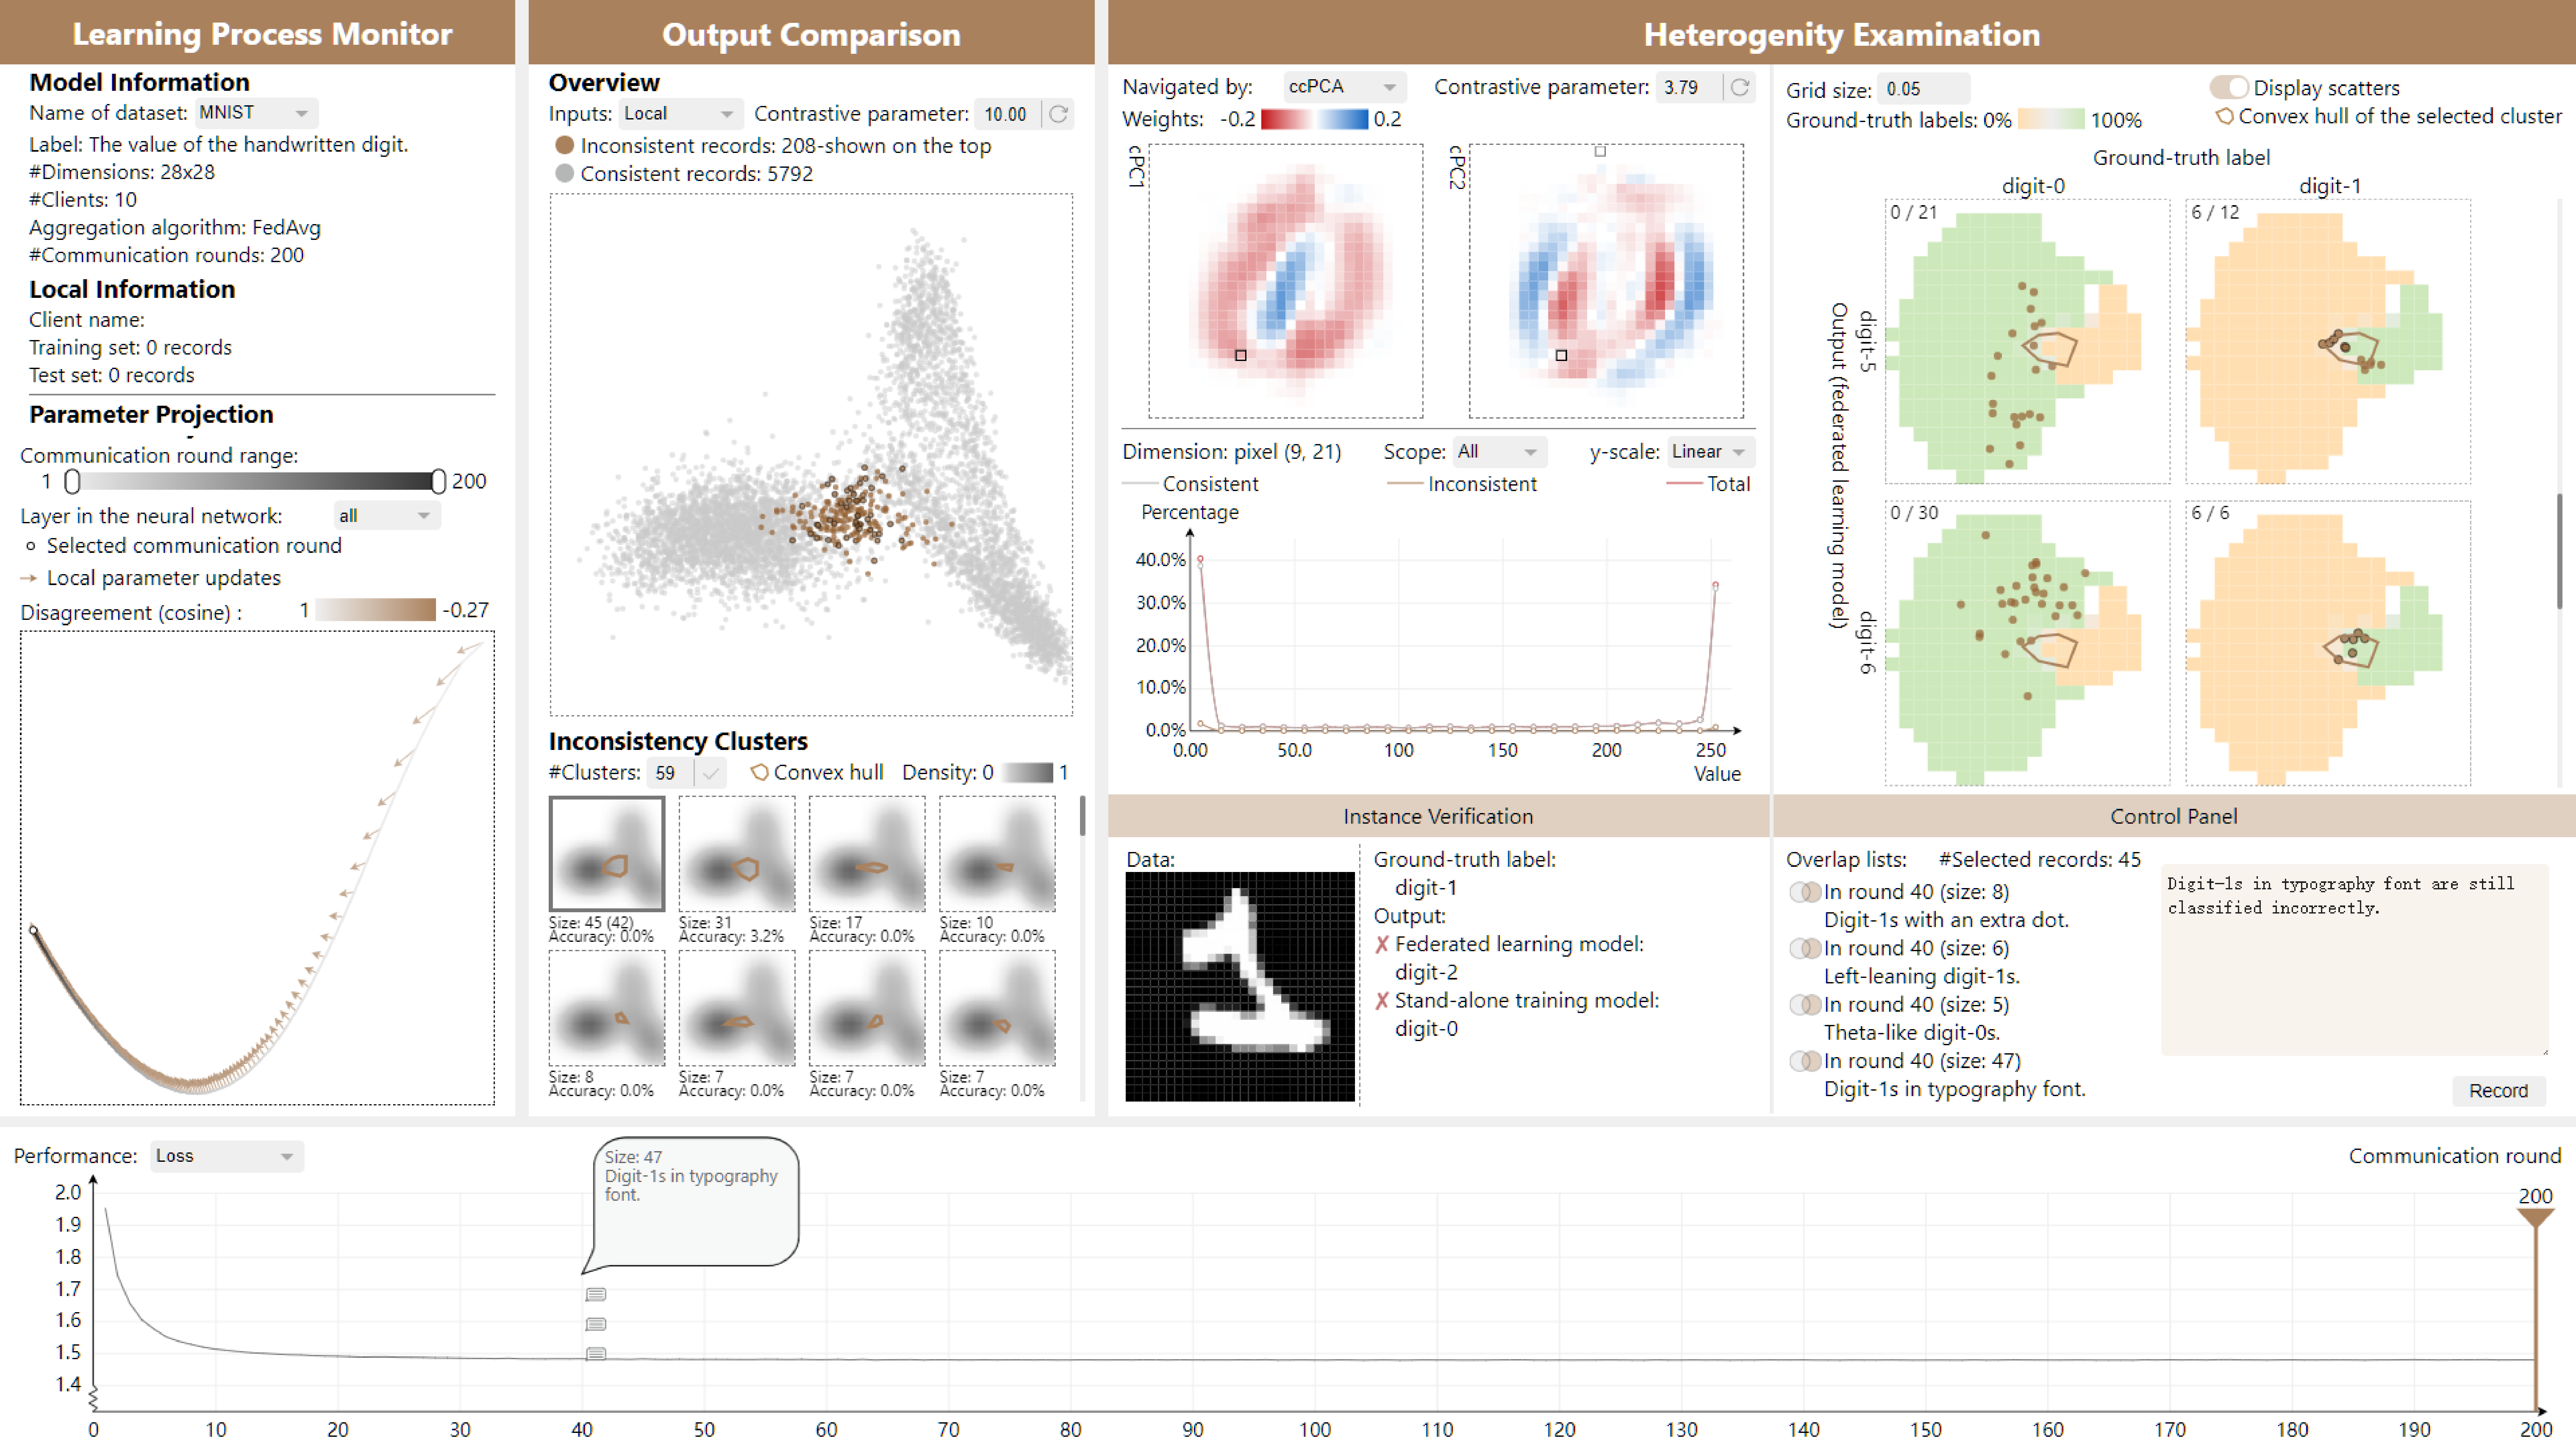 Learning Process Monitor
Model Information
Name of dataset: MNIST
Label: The value of the handwritten digit.
#Dimensions: 28x28
#Clients: 10
Aggregation algorithm: FedAvg
#Communication rounds: 200
Local Information
Client name:
Training set: 0 records
Test set: 0 records
Parameter Projection
Communication round range:
1 200
Layer in the neural network: all
Selected communication round
Local parameter updates
Disagreement (cosine) : 1 -0.27
Output Comparison
Overview
Inputs: Local Contrastive parameter: 10.00
Inconsistent records: 208-shown on the top
Consistent records: 5792
Inconsistency Clusters
#Clusters: 59 Convex hull Density: 0 1
Size: 45 (42)
Accuracy: 0.0%
Size: 31
Accuracy: 3.2%
Size: 17
Accuracy: 0.0%
Size: 10
Accuracy: 0.0%
Size: 8
Accuracy: 0.0%
Size: 7
Accuracy: 0.0%
Size: 7
Accuracy: 0.0%
Size: 7
Accuracy: 0.0%
Heterogenity Examination
Navigated by: ccPCA Contrastive parameter: 3.79
Weights: -0.2 0.2
cPC1
cPC2
Dimension: pixel (9, 21) Scope: All y-scale: Linear
Consistent Inconsistent Total
Percentage
40.0%
30.0%
20.0%
10.0%
0.0%
0.00 50.0 100 150 200 250
Value
Grid size: 0.05 Display scatters
Ground-truth labels: 0% 100% Convex hull of the selected cluster
Ground-truth label
digit-0 digit-1
Output (federated learning model)
digit-5
0 / 21 6 / 12
digit-6
0 / 30 6 / 6
Instance Verification
Data:
Ground-truth label:
digit-1
Output:
✗ Federated learning model:
digit-2
✗ Stand-alone training model:
digit-0
Control Panel
Overlap lists: #Selected records: 45
In round 40 (size: 8)
Digit-1s with an extra dot.
In round 40 (size: 6)
Left-leaning digit-1s.
In round 40 (size: 5)
Theta-like digit-0s.
In round 40 (size: 47)
Digit-1s in typography font.
Digit-1s in typography font are still
classified incorrectly.
Record
Performance: Loss
Communication round
200
Size: 47
Digit-1s in typography
font.
2.0
1.9
1.8
1.7
1.6
1.5
1.4
0 10 20 30 40 50 60 70 80 90 100 110 120 130 140 150 160 170 180 190 200